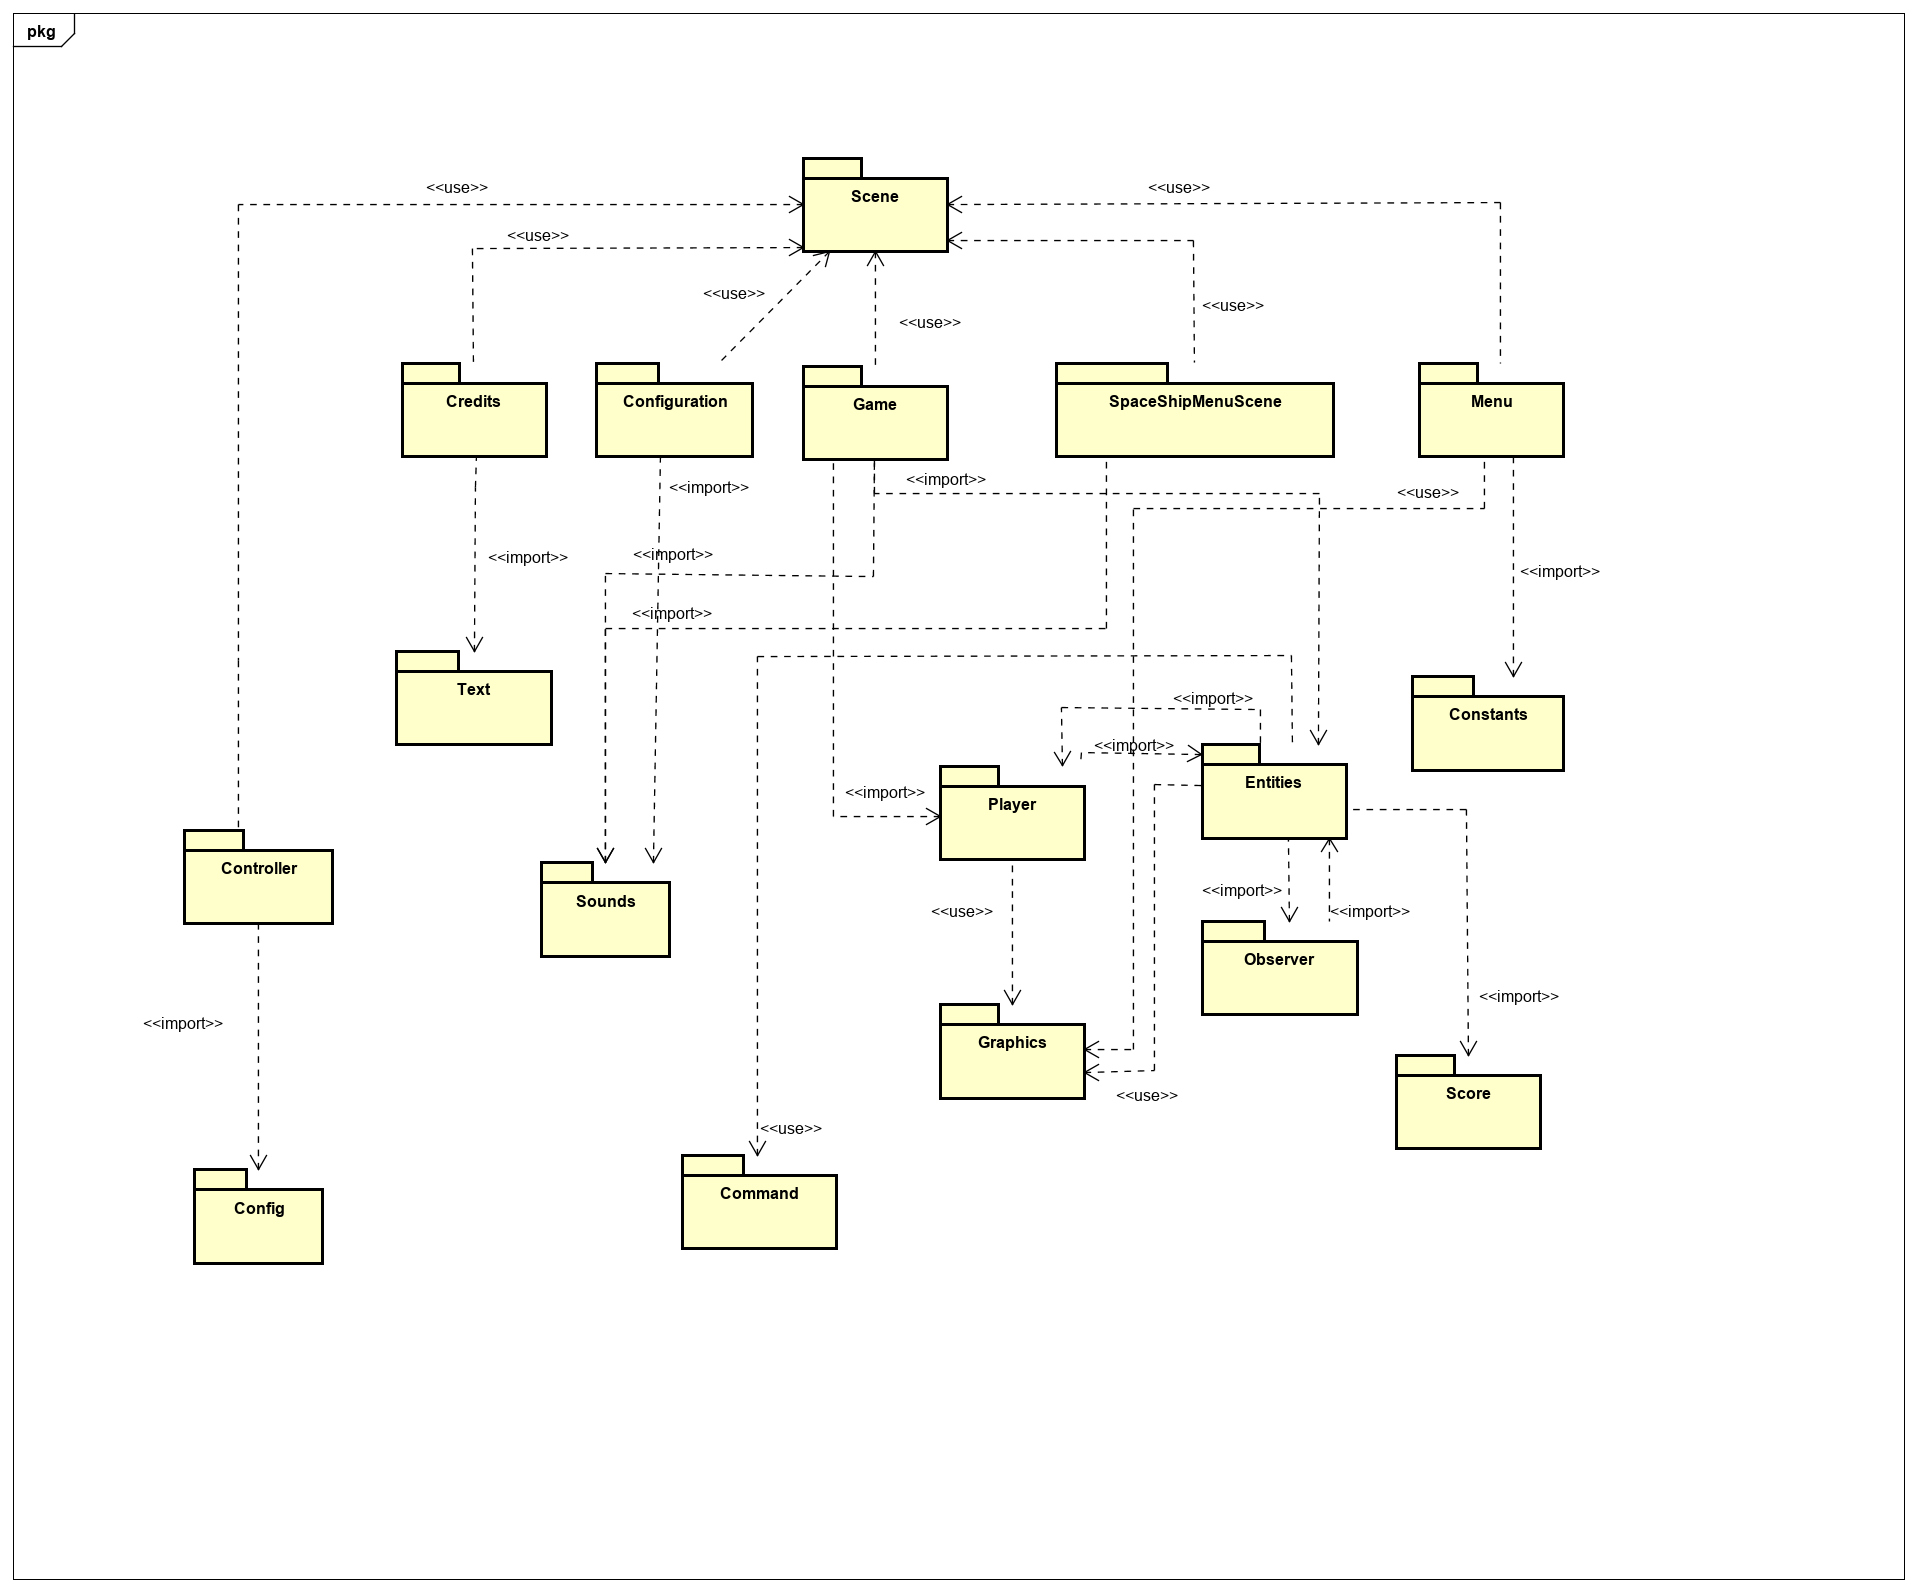 pkg
<<use>>
<<use>>
Scene
<<use>>
<<use>>
<<use>>
<<use>>
Credits
Configuration
Game
SpaceShipMenuScene
Menu
<<import>>
<<import>>
<<use>>
<<import>>
<<import>>
<<import>>
<<import>>
Text
<<import>>
Constants
<<import>>
Entities
<<import>>
Player
Controller
<<import>>
Sounds
<<use>>
<<import>>
Observer
<<import>>
<<import>>
Graphics
<<use>>
Score
<<use>>
Command
Config